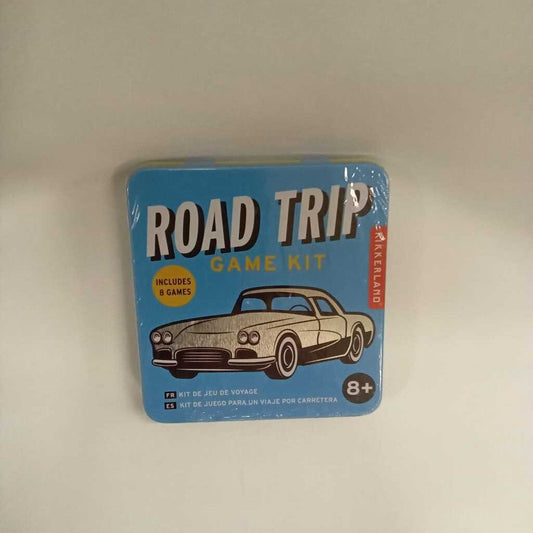 ROAD TRIP
GAME KIT
INCLUDES
8 GAMES
KIKKERLAND®
FR KIT DE JEU DE VOYAGE
ES KIT DE JUEGO PARA UN VIAJE POR CARRETERA
8+